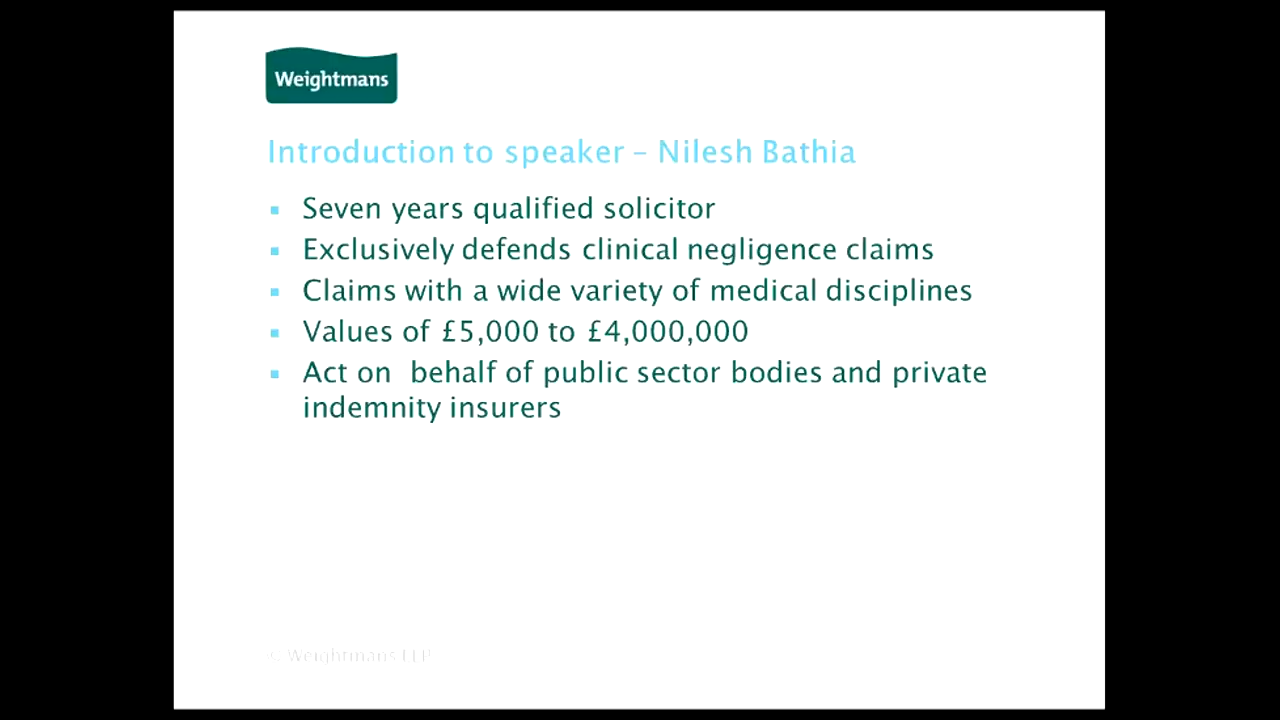 Weightmans
Introduction to speaker – Nilesh Bathia
▪ Seven years qualified solicitor
▪ Exclusively defends clinical negligence claims
▪ Claims with a wide variety of medical disciplines
▪ Values of £5,000 to £4,000,000
▪ Act on  behalf of public sector bodies and private
indemnity insurers
© Weightmans LLP